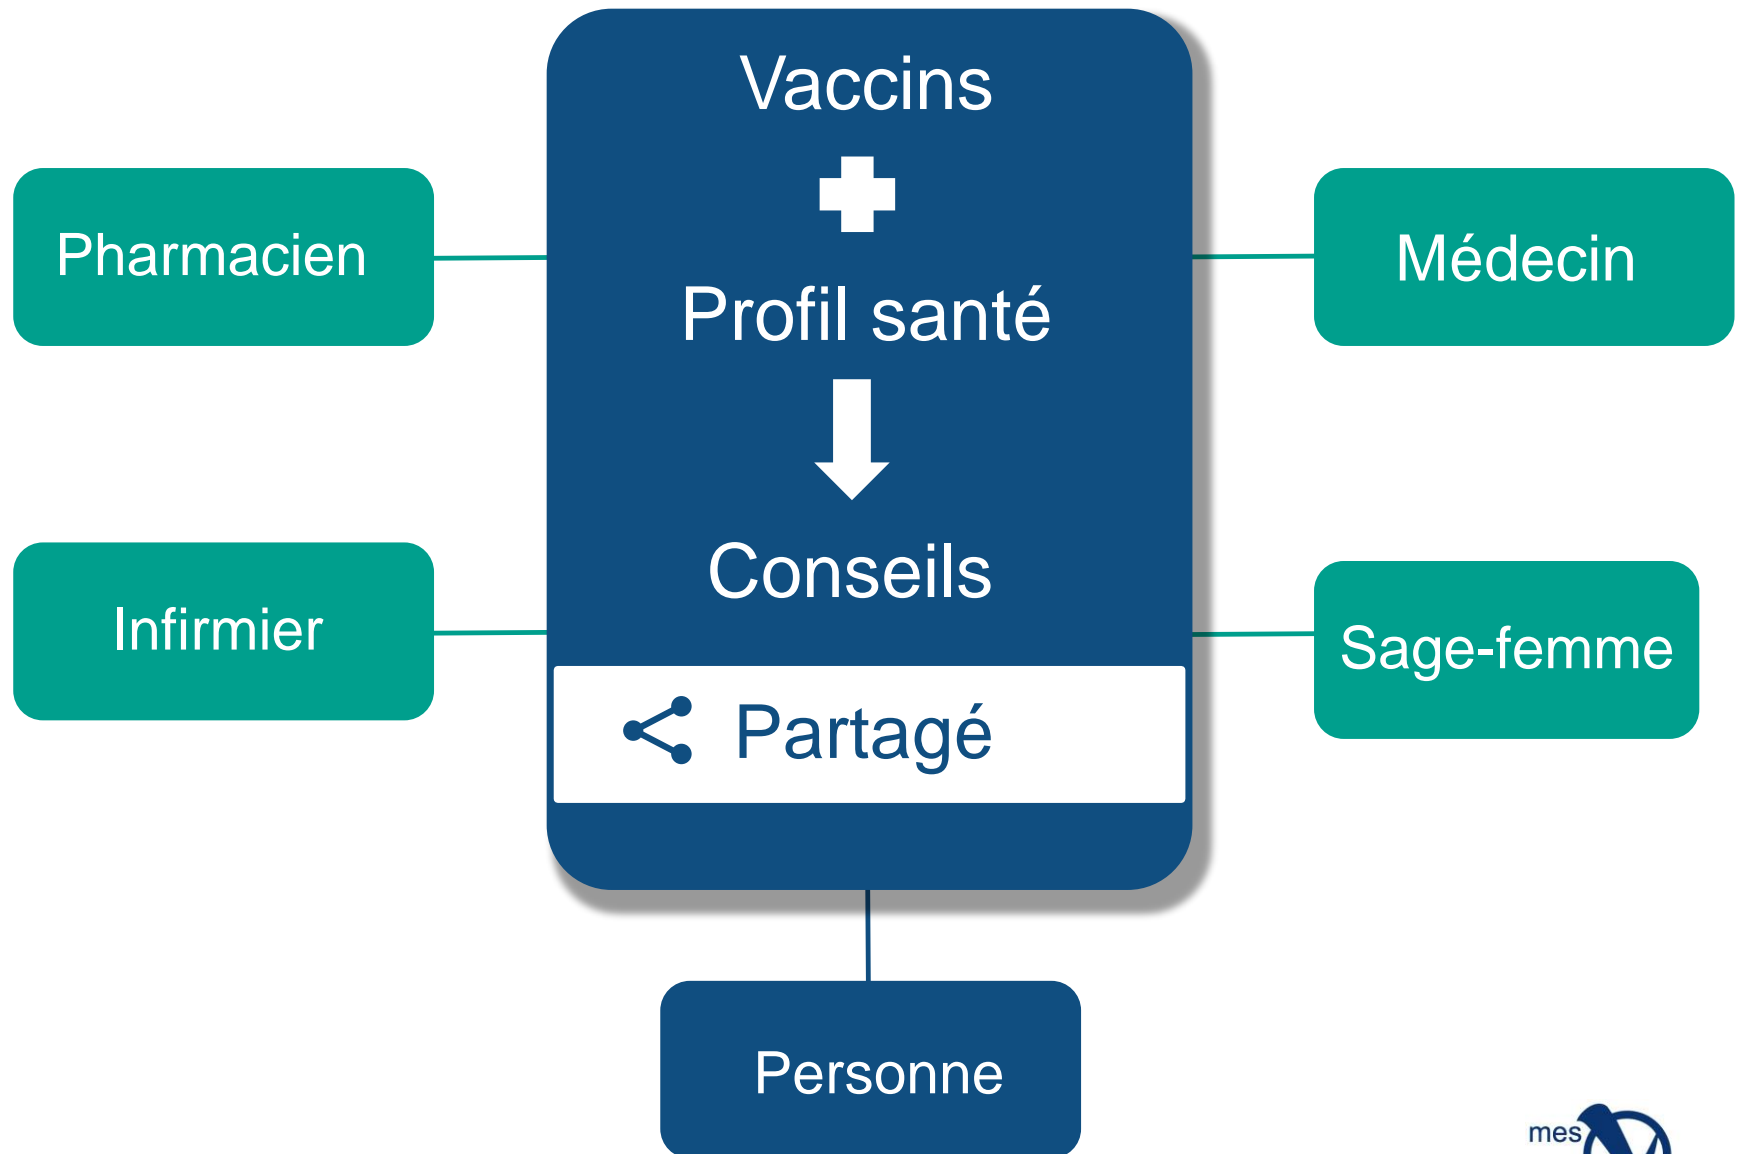 Vaccins
Pharmacien
Médecin
Profil santé
Conseils
Infirmier
Sage-femme
Partagé
Personne
mes